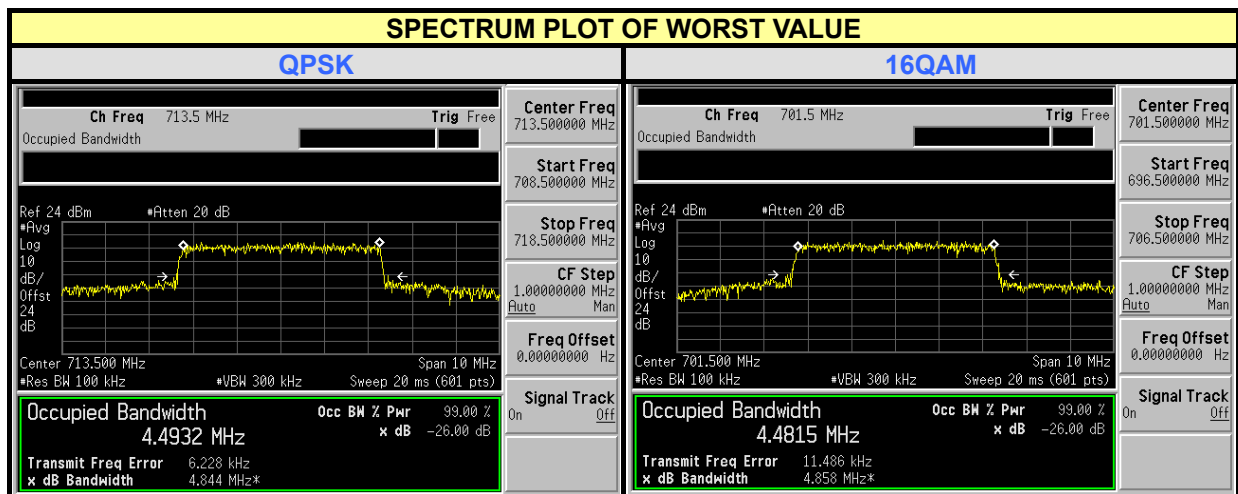 SPECTRUM PLOT OF WORST VALUE
QPSK
Ch Freq 713.5 MHz Trig Free
Occupied Bandwidth
Ref 24 dBm #Atten 20 dB
#Avg
Log
10
dB/
Offst
24
dB
Center 713.500 MHz Span 10 MHz
#Res BW 100 kHz #VBW 300 kHz Sweep 20 ms (601 pts)
Occupied Bandwidth Occ BW % Pwr 99.00 %
4.4932 MHz x dB -26.00 dB
Transmit Freq Error 6.228 kHz
x dB Bandwidth 4.844 MHz*
Center Freq
713.500000 MHz
Start Freq
708.500000 MHz
Stop Freq
718.500000 MHz
CF Step
1.00000000 MHz
Auto Man
Freq Offset
0.00000000 Hz
Signal Track
On Off
16QAM
Ch Freq 701.5 MHz Trig Free
Occupied Bandwidth
Ref 24 dBm #Atten 20 dB
#Avg
Log
10
dB/
Offst
24
dB
Center 701.500 MHz Span 10 MHz
#Res BW 100 kHz #VBW 300 kHz Sweep 20 ms (601 pts)
Occupied Bandwidth Occ BW % Pwr 99.00 %
4.4815 MHz x dB -26.00 dB
Transmit Freq Error 11.486 kHz
x dB Bandwidth 4.858 MHz*
Center Freq
701.500000 MHz
Start Freq
696.500000 MHz
Stop Freq
706.500000 MHz
CF Step
1.00000000 MHz
Auto Man
Freq Offset
0.00000000 Hz
Signal Track
On Off